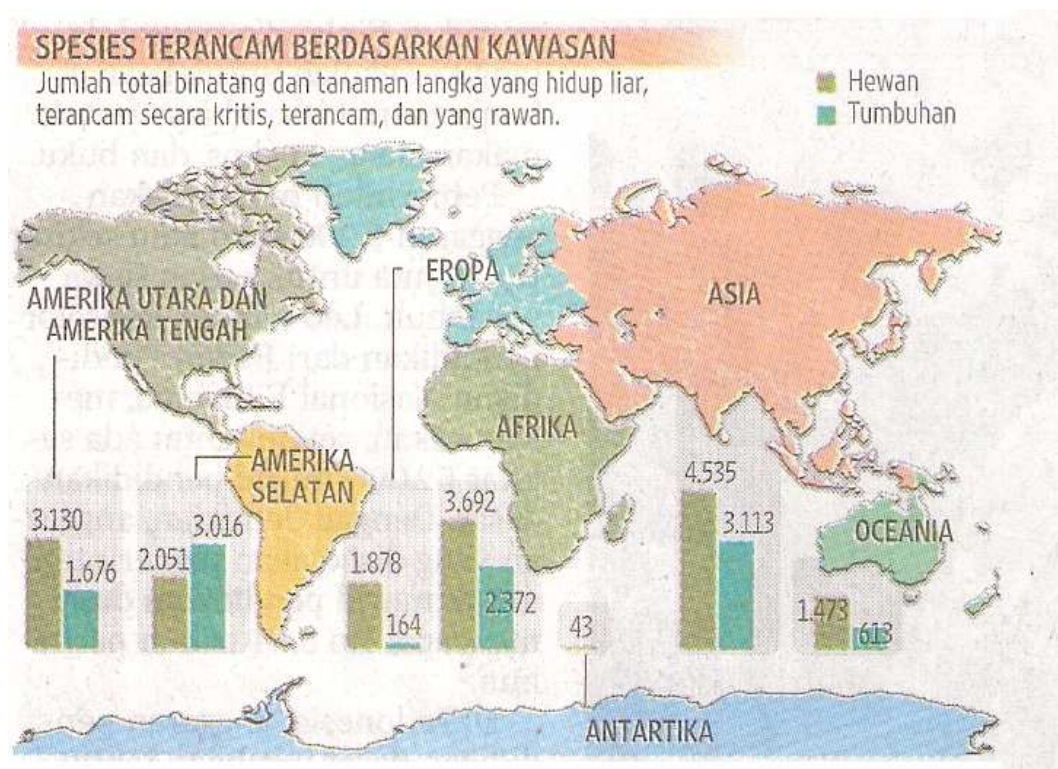 SPESIES TERANCAM BERDASARKAN KAWASAN
Jumlah total binatang dan tanaman langka yang hidup liar,
terancam secara kritis, terancam, dan yang rawan.
Hewan
Tumbuhan
AMERIKA UTARA DAN
AMERIKA TENGAH
EROPA
ASIA
AFRIKA
AMERIKA
SELATAN
OCEANIA
3.130
1.676
2.051
3.016
1.878
164
3.692
2.372
43
4.535
3.113
1.473
613
ANTARTIKA